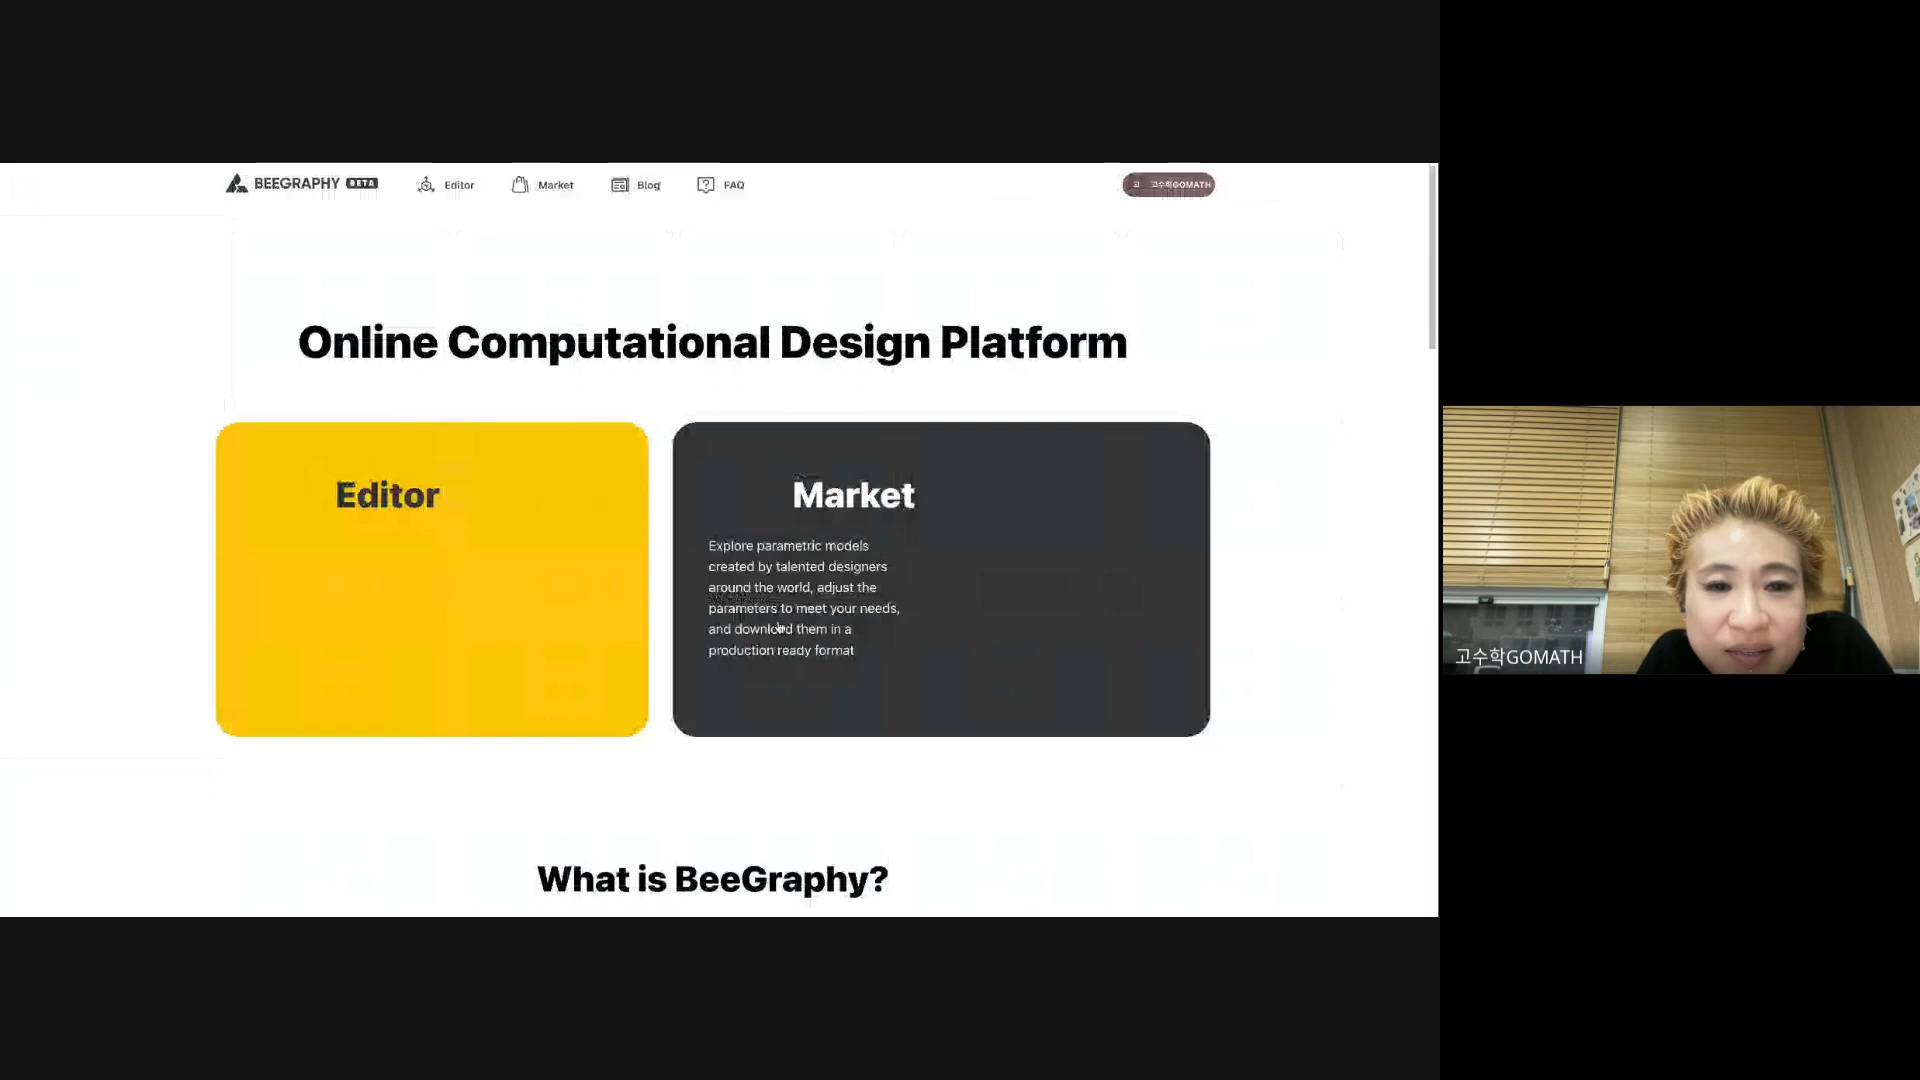 BEEGRAPHY BETA
Editor
Market
Blog
FAQ
고 고수학GOMATH
Online Computational Design Platform
Editor
Market
Explore parametric models
created by talented designers
around the world, adjust the
parameters to meet your needs,
and download them in a
production ready format
What is BeeGraphy?
고수학GOMATH